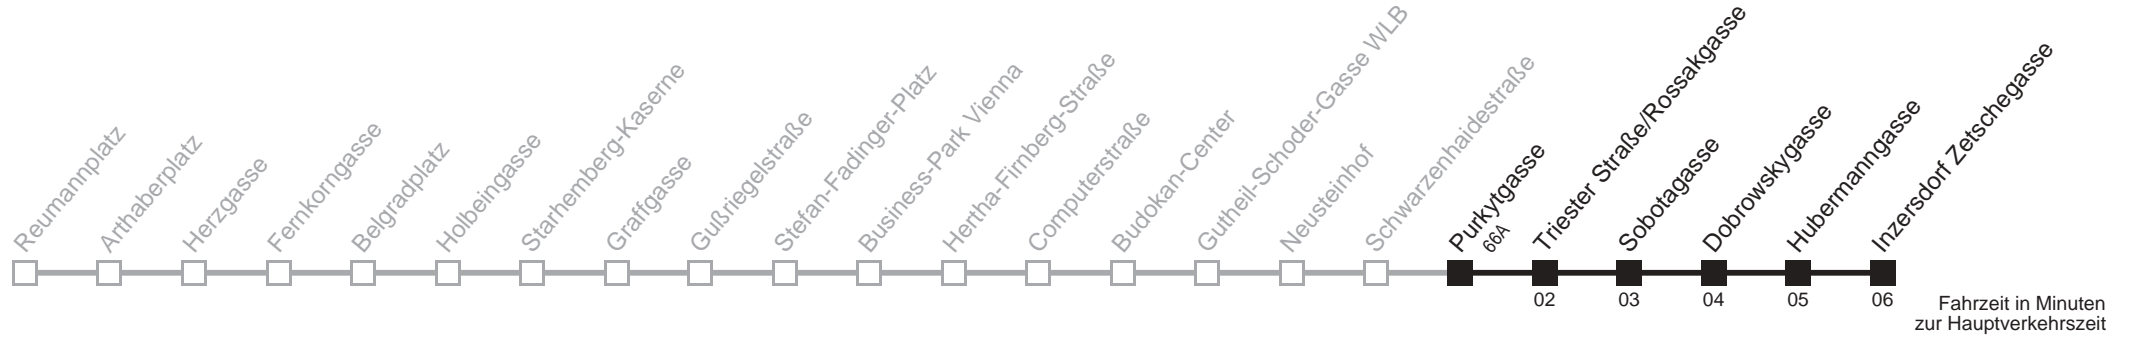 Reumannplatz
Arthaberplatz
Herzgasse
Fernkorngasse
Belgradplatz
Holbeingasse
Starhemberg-Kaserne
Graffgasse
Gußriegelstraße
Stefan-Fadinger-Platz
Business-Park Vienna
Hertha-Firnberg-Straße
Computerstraße
Budokan-Center
Gutheil-Schoder-Gasse WLB
Neusteinhof
Schwarzenhaidestraße
Purkytgasse
66A
Triester Straße/Rossakgasse
Sobotagasse
Dobrowskygasse
Hubermanngasse
Inzersdorf Zetschegasse
02
03
04
05
06
Fahrzeit in Minuten
zur Hauptverkehrszeit